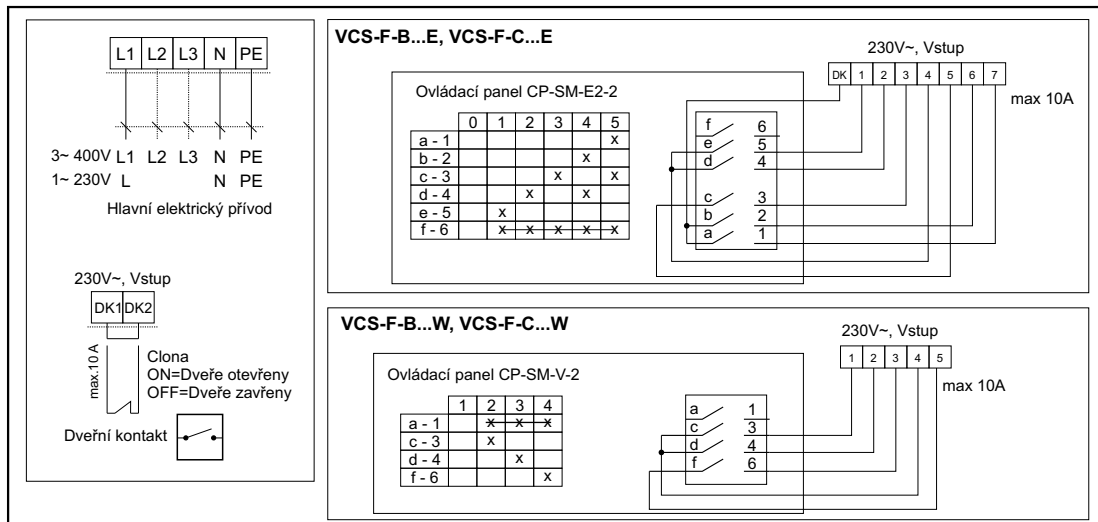 L1 L2 L3 N PE
3~ 400V L1 L2 L3 N PE
1~ 230V L N PE
Hlavní elektrický přívod
230V~, Vstup
DK1 DK2
max.10 A
Clona
ON=Dveře otevřeny
OFF=Dveře zavřeny
Dveřní kontakt
VCS-F-B...E, VCS-F-C...E
230V~, Vstup
DK 1 2 3 4 5 6 7
max 10A
Ovládací panel CP-SM-E2-2
0 1 2 3 4 5
a - 1 x
b - 2 x
c - 3 x x
d - 4 x x
e - 5 x
f - 6 x x x x x
f 6
e 5
d 4
c 3
b 2
a 1
VCS-F-B...W, VCS-F-C...W
230V~, Vstup
1 2 3 4 5
max 10A
Ovládací panel CP-SM-V-2
1 2 3 4
a - 1 x x x
c - 3 x
d - 4 x
f - 6 x
a 1
c 3
d 4
f 6